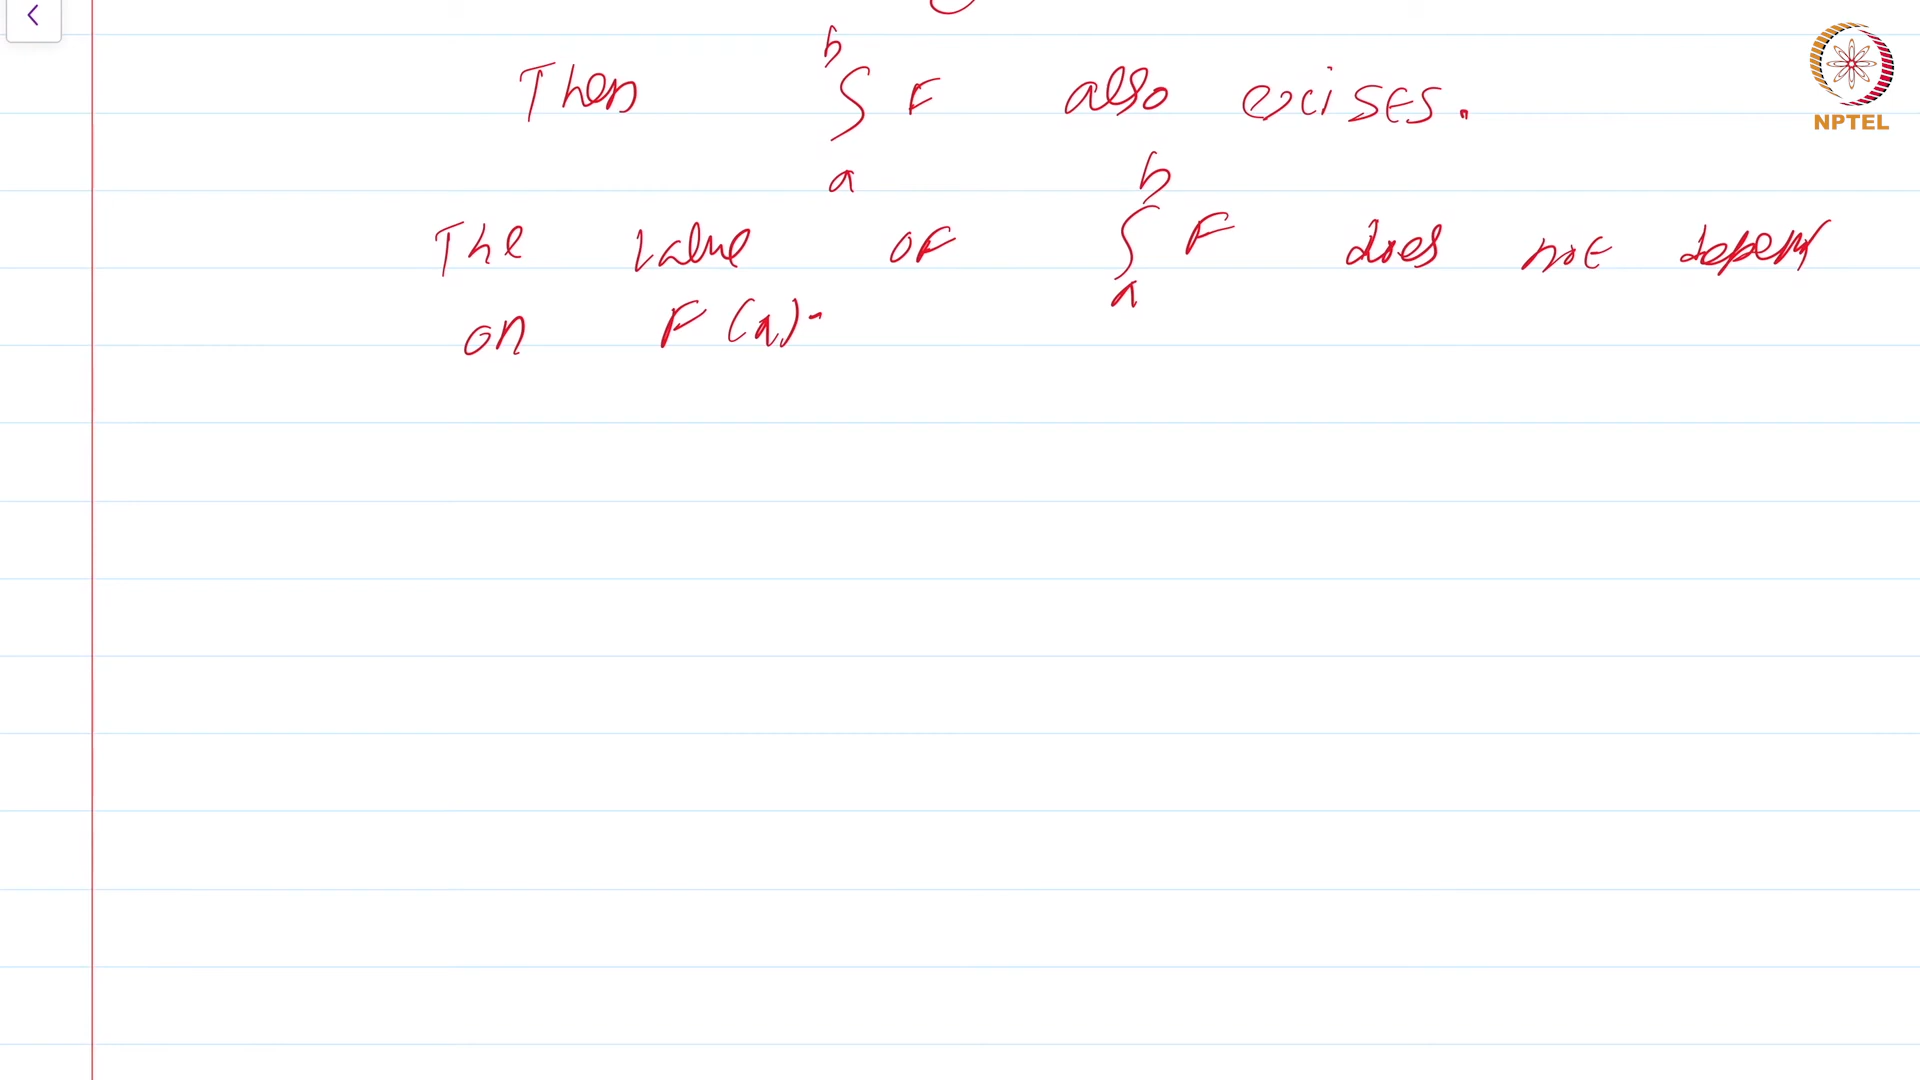 Then ∫_a^b F also exists.
The value of ∫_a^b F does not depend
on F(a).
NPTEL